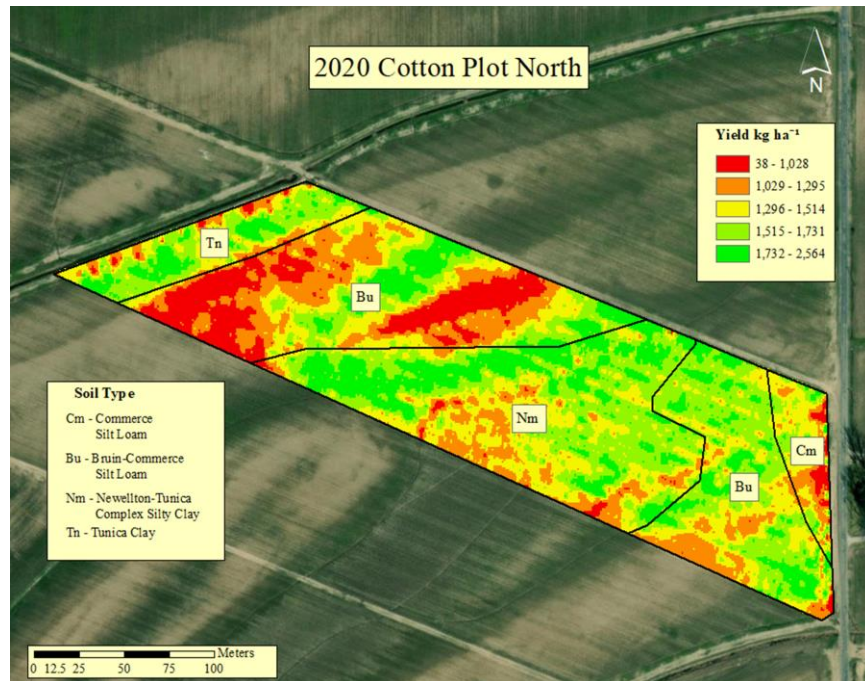 2020 Cotton Plot North
N
Yield kg ha⁻¹
38 - 1,028
1,029 - 1,295
1,296 - 1,514
1,515 - 1,731
1,732 - 2,564
Tn
Bu
Nm
Cm
Bu
Soil Type
Cm - Commerce
Silt Loam
Bu - Bruin-Commerce
Silt Loam
Nm - Newellton-Tunica
Complex Silty Clay
Tn - Tunica Clay
Meters
0 12.5 25 50 75 100